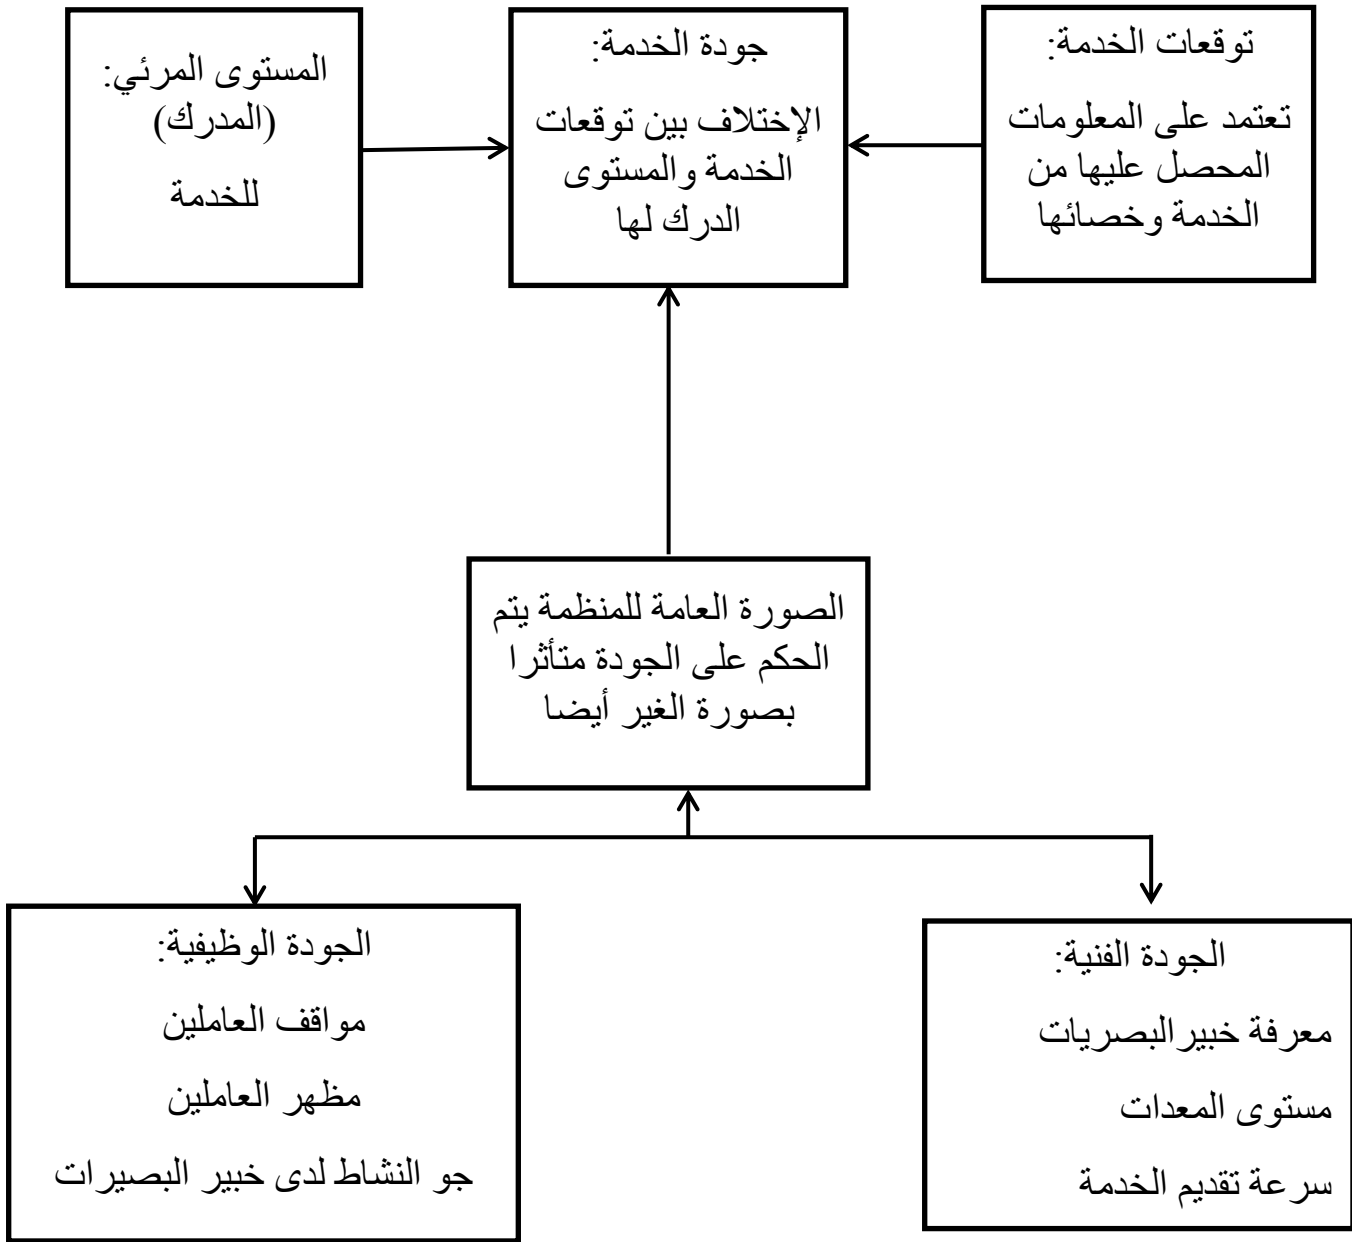 توقعات الخدمة:
تعتمد على المعلومات
المحصل عليها من
الخدمة وخصائها
جودة الخدمة:
الإختلاف بين توقعات
الخدمة والمستوى
الدرك لها
المستوى المرئي:
(المدرك)
للخدمة
الصورة العامة للمنظمة يتم
الحكم على الجودة متأثرا
بصورة الغير أيضا
الجودة الفنية:
معرفة خبيرالبصريات
مستوى المعدات
سرعة تقديم الخدمة
الجودة الوظيفية:
مواقف العاملين
مظهر العاملين
جو النشاط لدى خبير البصيرات